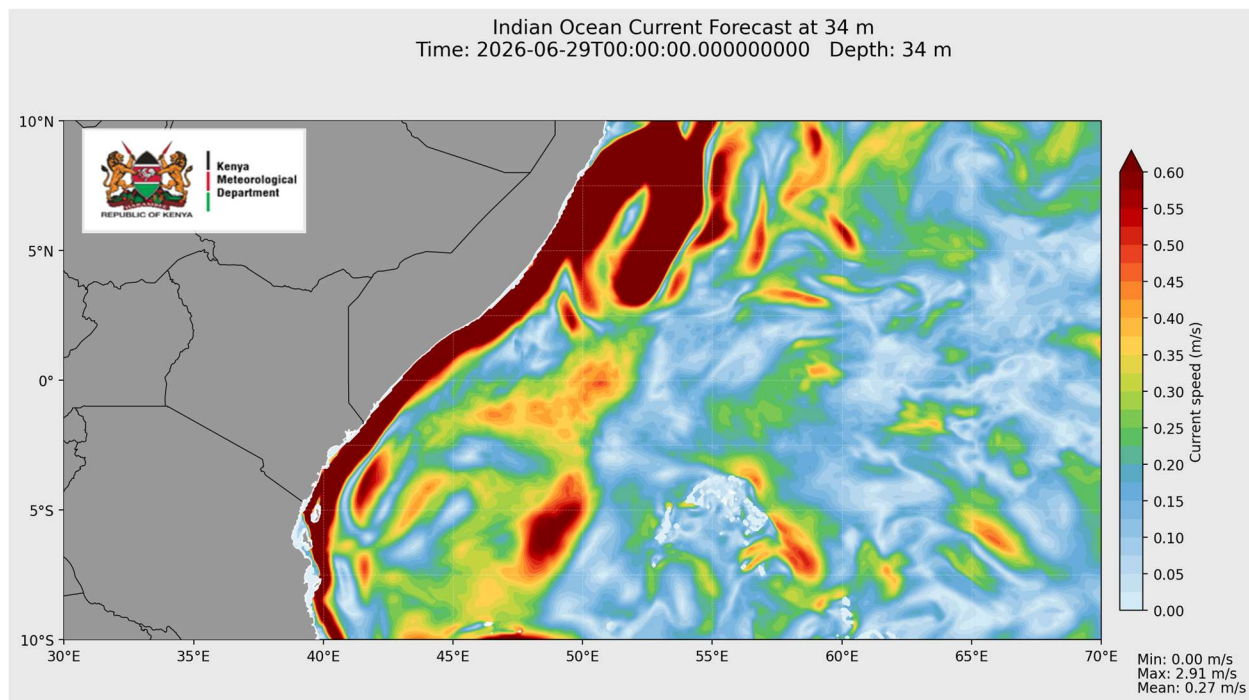 Indian Ocean Current Forecast at 34 m
Time: 2026-06-29T00:00:00.000000000   Depth: 34 m
10°N
5°N
0°
5°S
10°S
30°E
35°E
40°E
45°E
50°E
55°E
60°E
65°E
70°E
Kenya
Meteorological
Department
REPUBLIC OF KENYA
0.60
0.55
0.50
0.45
0.40
0.35
0.30
0.25
0.20
0.15
0.10
0.05
0.00
Current speed (m/s)
Min: 0.00 m/s
Max: 2.91 m/s
Mean: 0.27 m/s